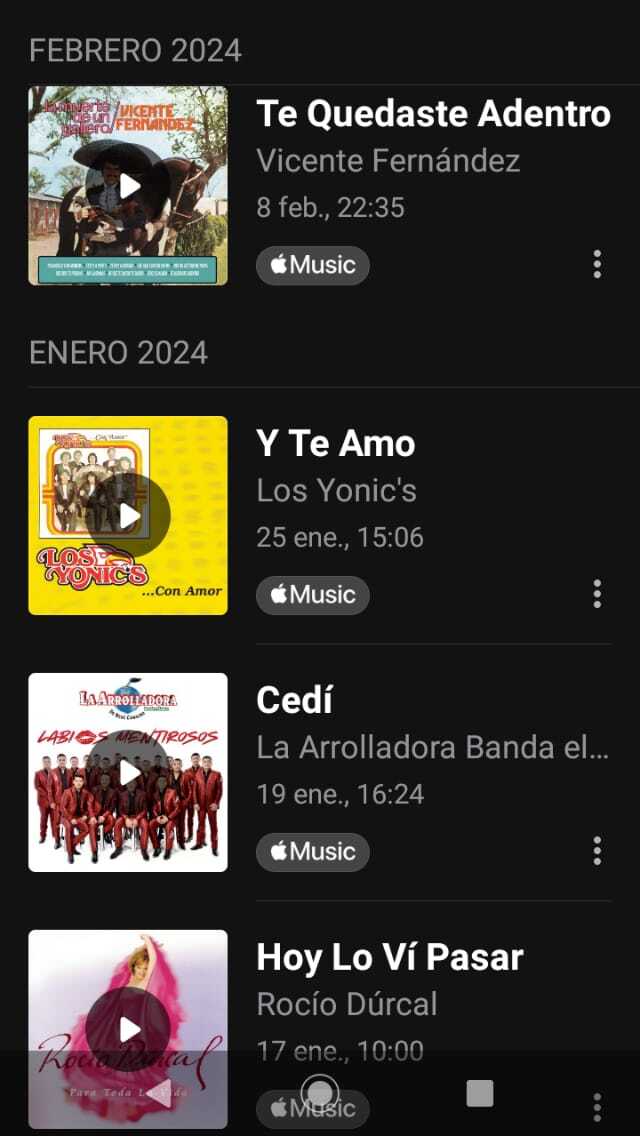 FEBRERO 2024
la muerte
de un
gallero
VICENTE
FERNANDEZ
Te Quedaste Adentro
Vicente Fernández
8 feb., 22:35
Music
ENERO 2024
Con Amor
LOS
YONIC'S
...Con Amor
Y Te Amo
Los Yonic's
25 ene., 15:06
Music
LA ARROLLADORA
LABIOS MENTIROSOS
Cedí
La Arrolladora Banda el...
19 ene., 16:24
Music
Rocío Dúrcal
Para Toda La Vida
Hoy Lo Ví Pasar
Rocío Dúrcal
17 ene., 10:00
Music